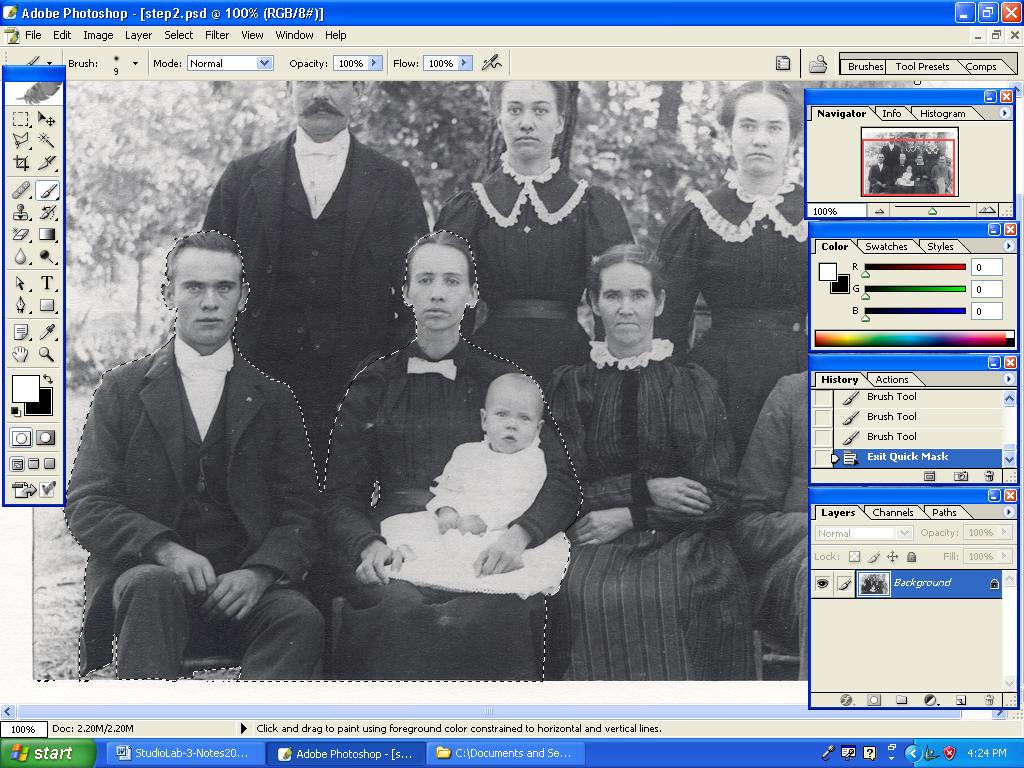 Adobe Photoshop - [step2.psd @ 100% (RGB/8#)]
File Edit Image Layer Select Filter View Window Help
Brush: 9 Mode: Normal Opacity: 100% Flow: 100% Brushes Tool Presets Comps
Navigator Info Histogram
100%
Color Swatches Styles
R 0
G 0
B 0
History Actions
Brush Tool
Brush Tool
Brush Tool
Exit Quick Mask
Layers Channels Paths
Normal Opacity: 100%
Lock: Fill: 100%
Background
100% Doc: 2.20M/2.20M Click and drag to paint using foreground color constrained to horizontal and vertical lines.
start StudioLab-3-Notes20... Adobe Photoshop - [s... C:\Documents and Se... 4:24 PM